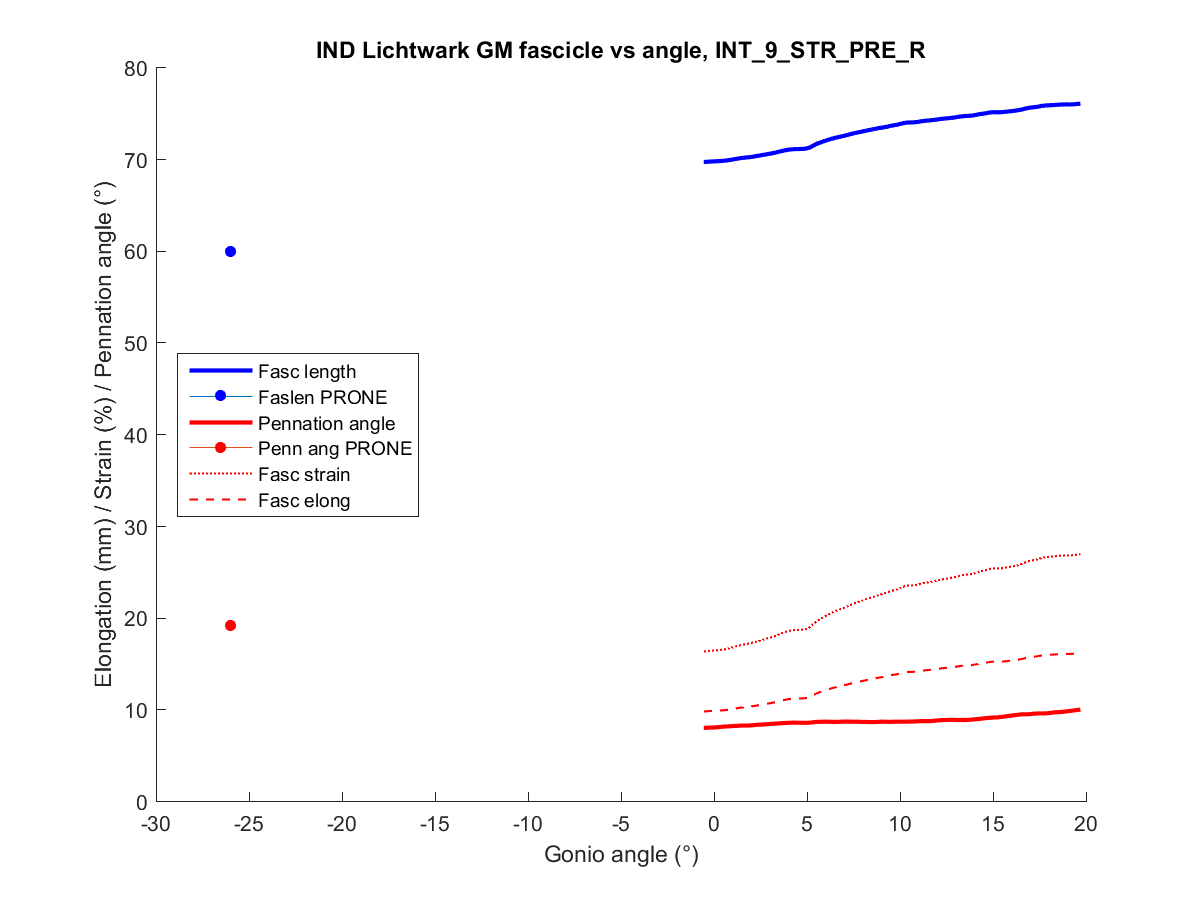 IND Lichtwark GM fascicle vs angle, INT_9_STR_PRE_R
Elongation (mm) / Strain (%) / Pennation angle (°)
80
70
60
50
40
30
20
10
0
Fasc length
Faslen PRONE
Pennation angle
Penn ang PRONE
Fasc strain
Fasc elong
-30 -25 -20 -15 -10 -5 0 5 10 15 20
Gonio angle (°)